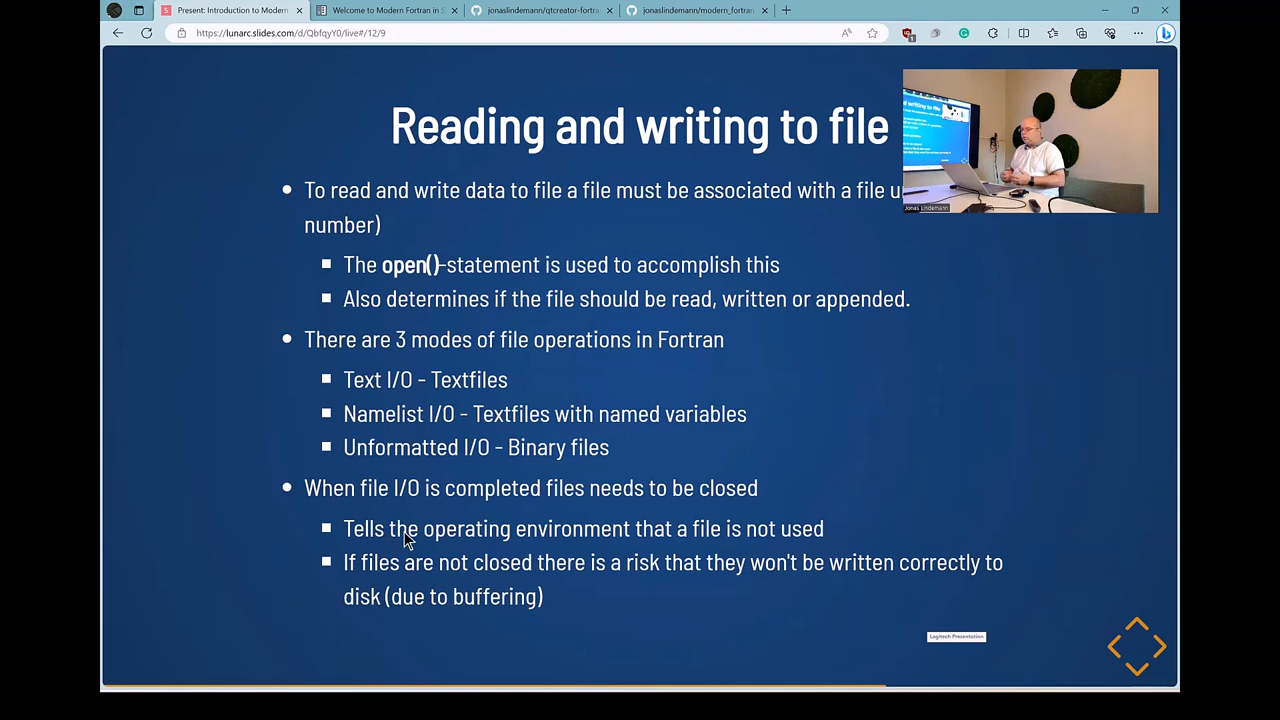 Present: Introduction to Modern
Welcome to Modern Fortran in S
jonaslindemann/qtcreator-fortra
jonaslindemann/modern_fortran
https://lunarc.slides.com/d/QbfqyY0/live#/12/9
Reading and writing to file
To read and write data to file a file must be associated with a file u
number)
The open()-statement is used to accomplish this
Also determines if the file should be read, written or appended.
There are 3 modes of file operations in Fortran
Text I/O - Textfiles
Namelist I/O - Textfiles with named variables
Unformatted I/O - Binary files
When file I/O is completed files needs to be closed
Tells the operating environment that a file is not used
If files are not closed there is a risk that they won't be written correctly to
disk (due to buffering)
Jonas Lindemann
Logitech Presentation